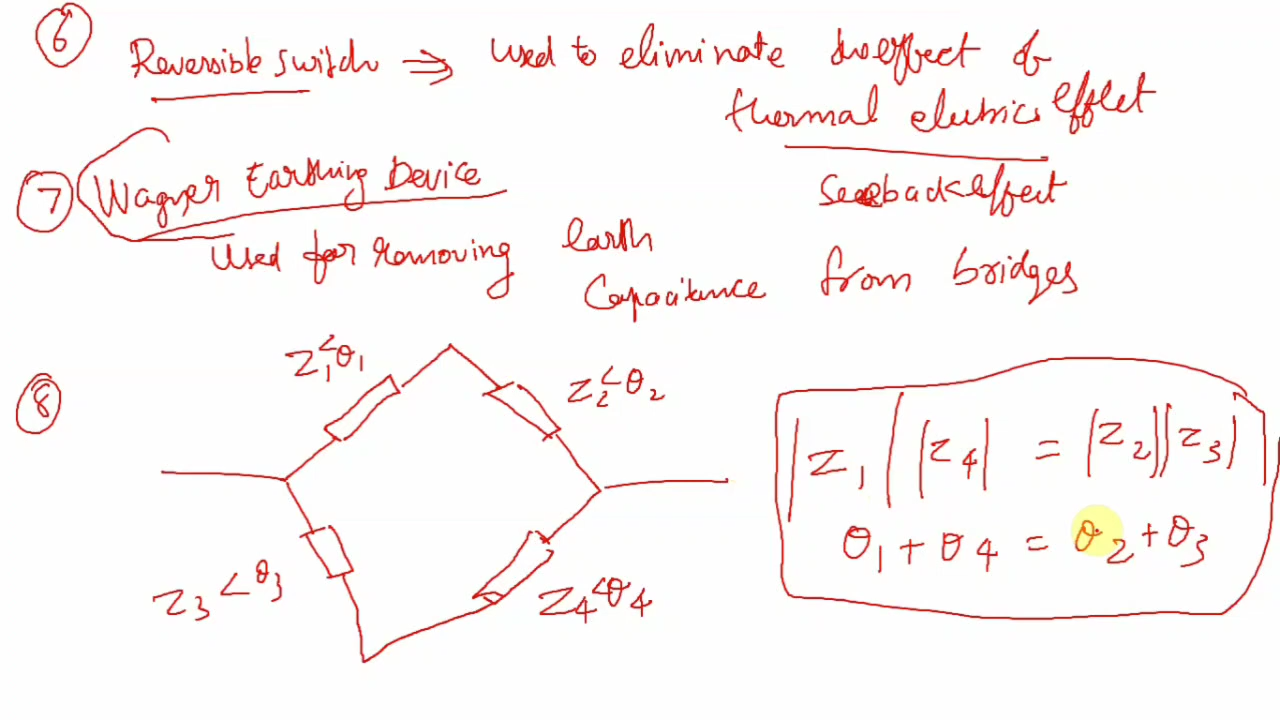 ⑥ Reversible switch ⇒ used to eliminate the effect of
thermal electrics effect
Seeback effect
⑦ Wagner Earthing Device
Used for removing earth
Capacitance from bridges
⑧
Z₁<θ₁
Z₂<θ₂
Z₃<θ₃
Z₄<θ₄
|Z₁| |Z₄| = |Z₂||Z₃|
θ₁ + θ₄ = θ₂ + θ₃